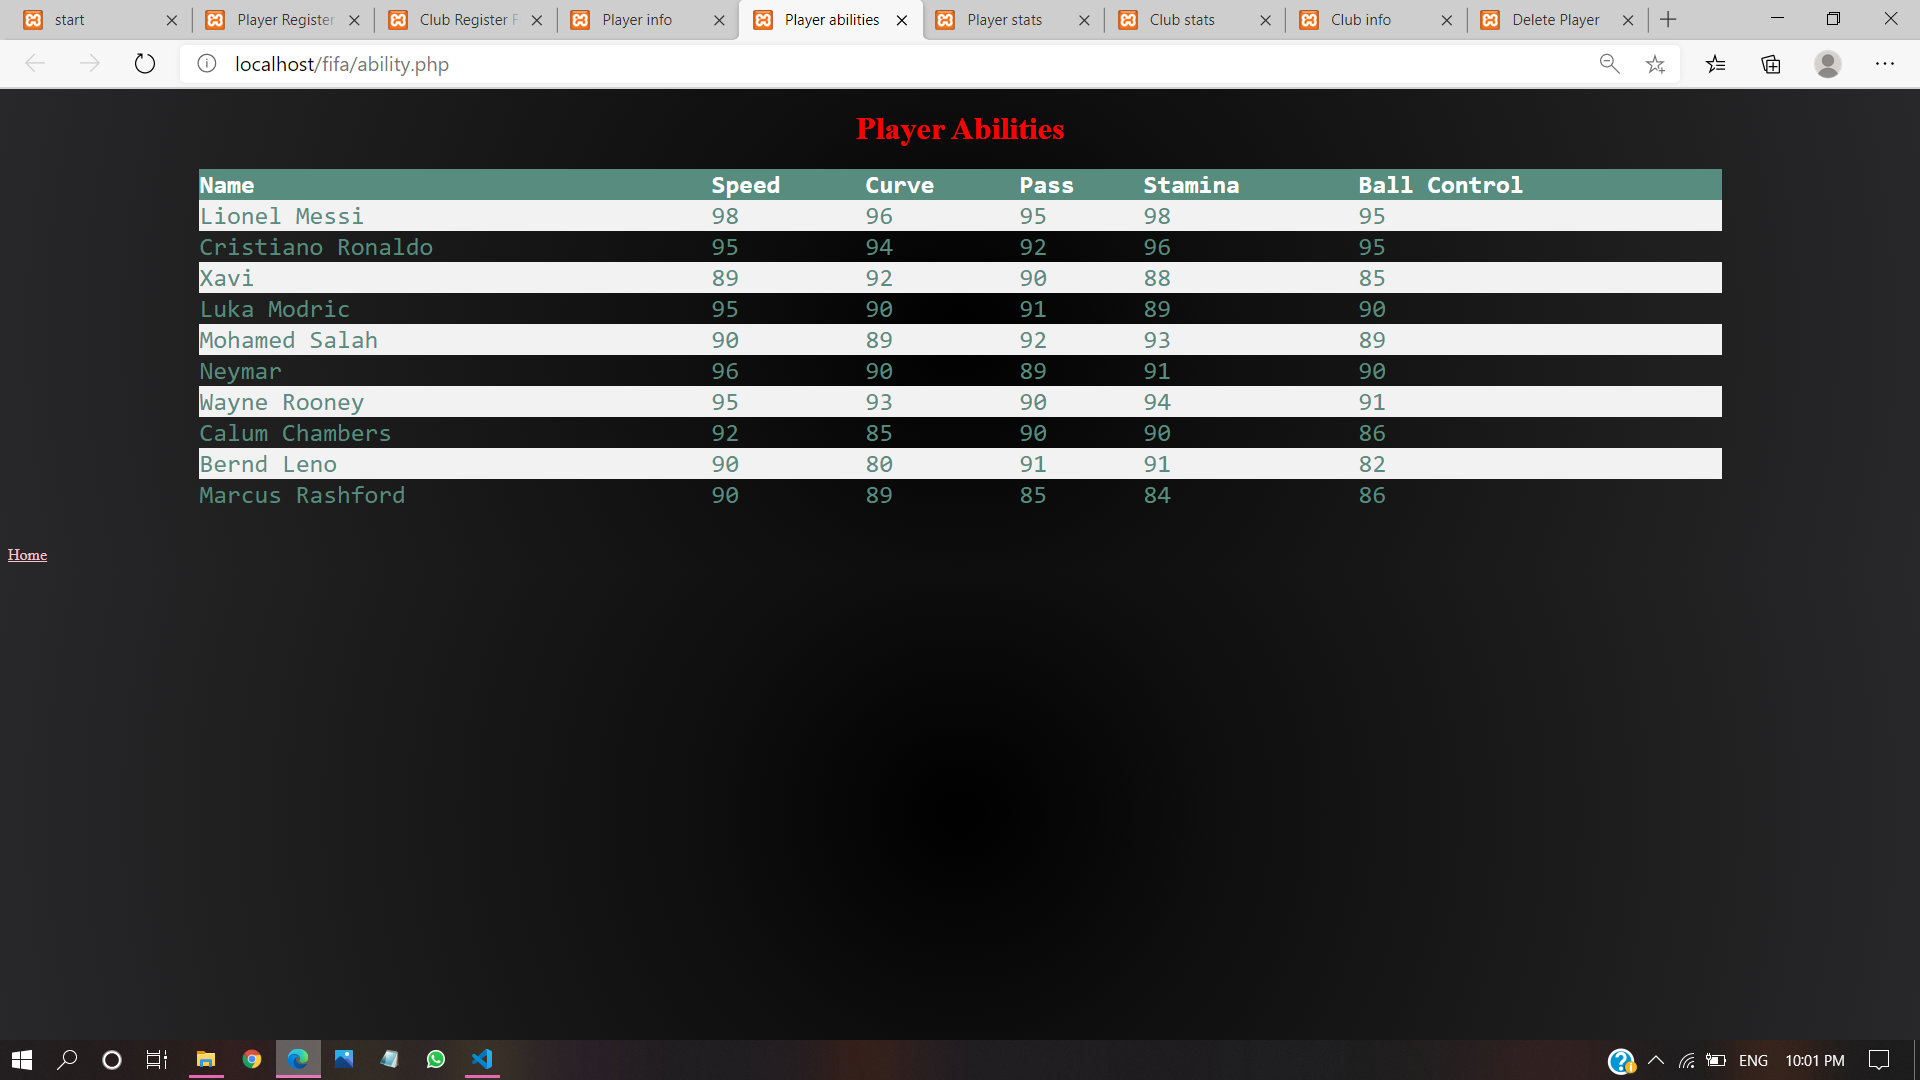 start Player Register Club Register F Player info Player abilities Player stats Club stats Club info Delete Player
localhost/fifa/ability.php
Player Abilities
Name Speed Curve Pass Stamina Ball Control
Lionel Messi 98 96 95 98 95
Cristiano Ronaldo 95 94 92 96 95
Xavi 89 92 90 88 85
Luka Modric 95 90 91 89 90
Mohamed Salah 90 89 92 93 89
Neymar 96 90 89 91 90
Wayne Rooney 95 93 90 94 91
Calum Chambers 92 85 90 90 86
Bernd Leno 90 80 91 91 82
Marcus Rashford 90 89 85 84 86
Home
ENG 10:01 PM